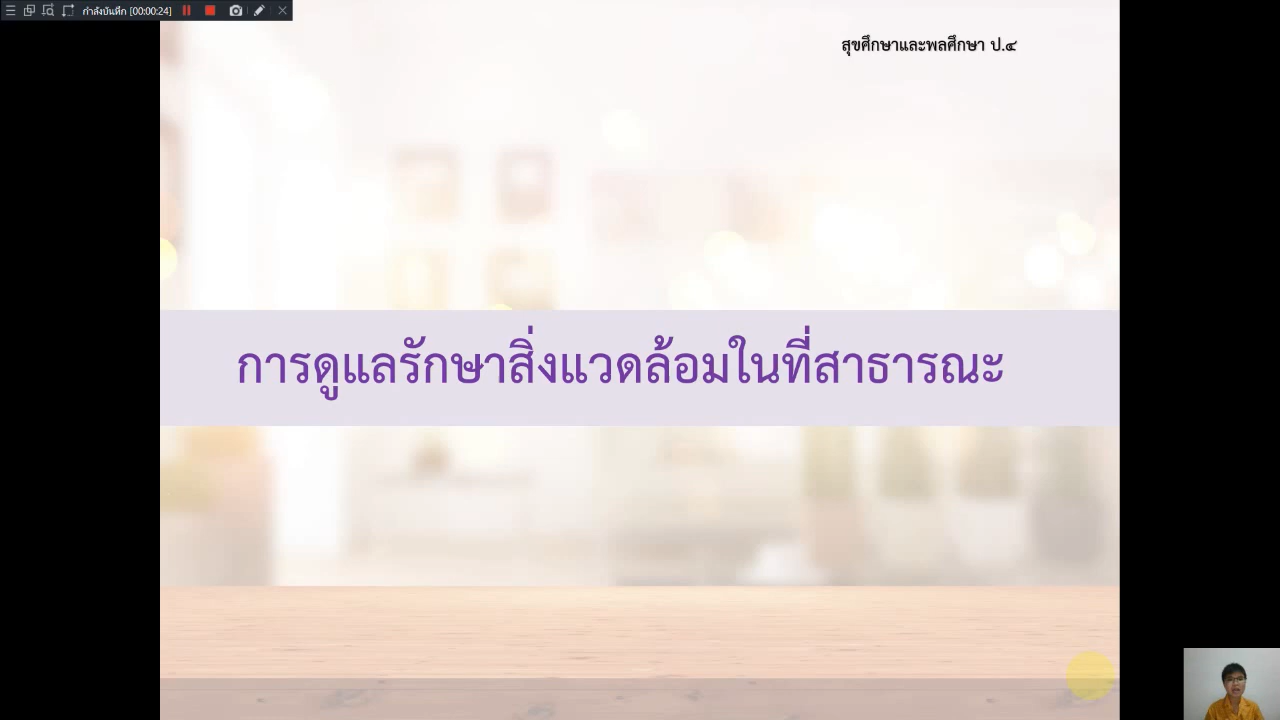 กำลังบันทึก [00:00:24]
สุขศึกษาและพลศึกษา ป.๔
การดูแลรักษาสิ่งแวดล้อมในที่สาธารณะ